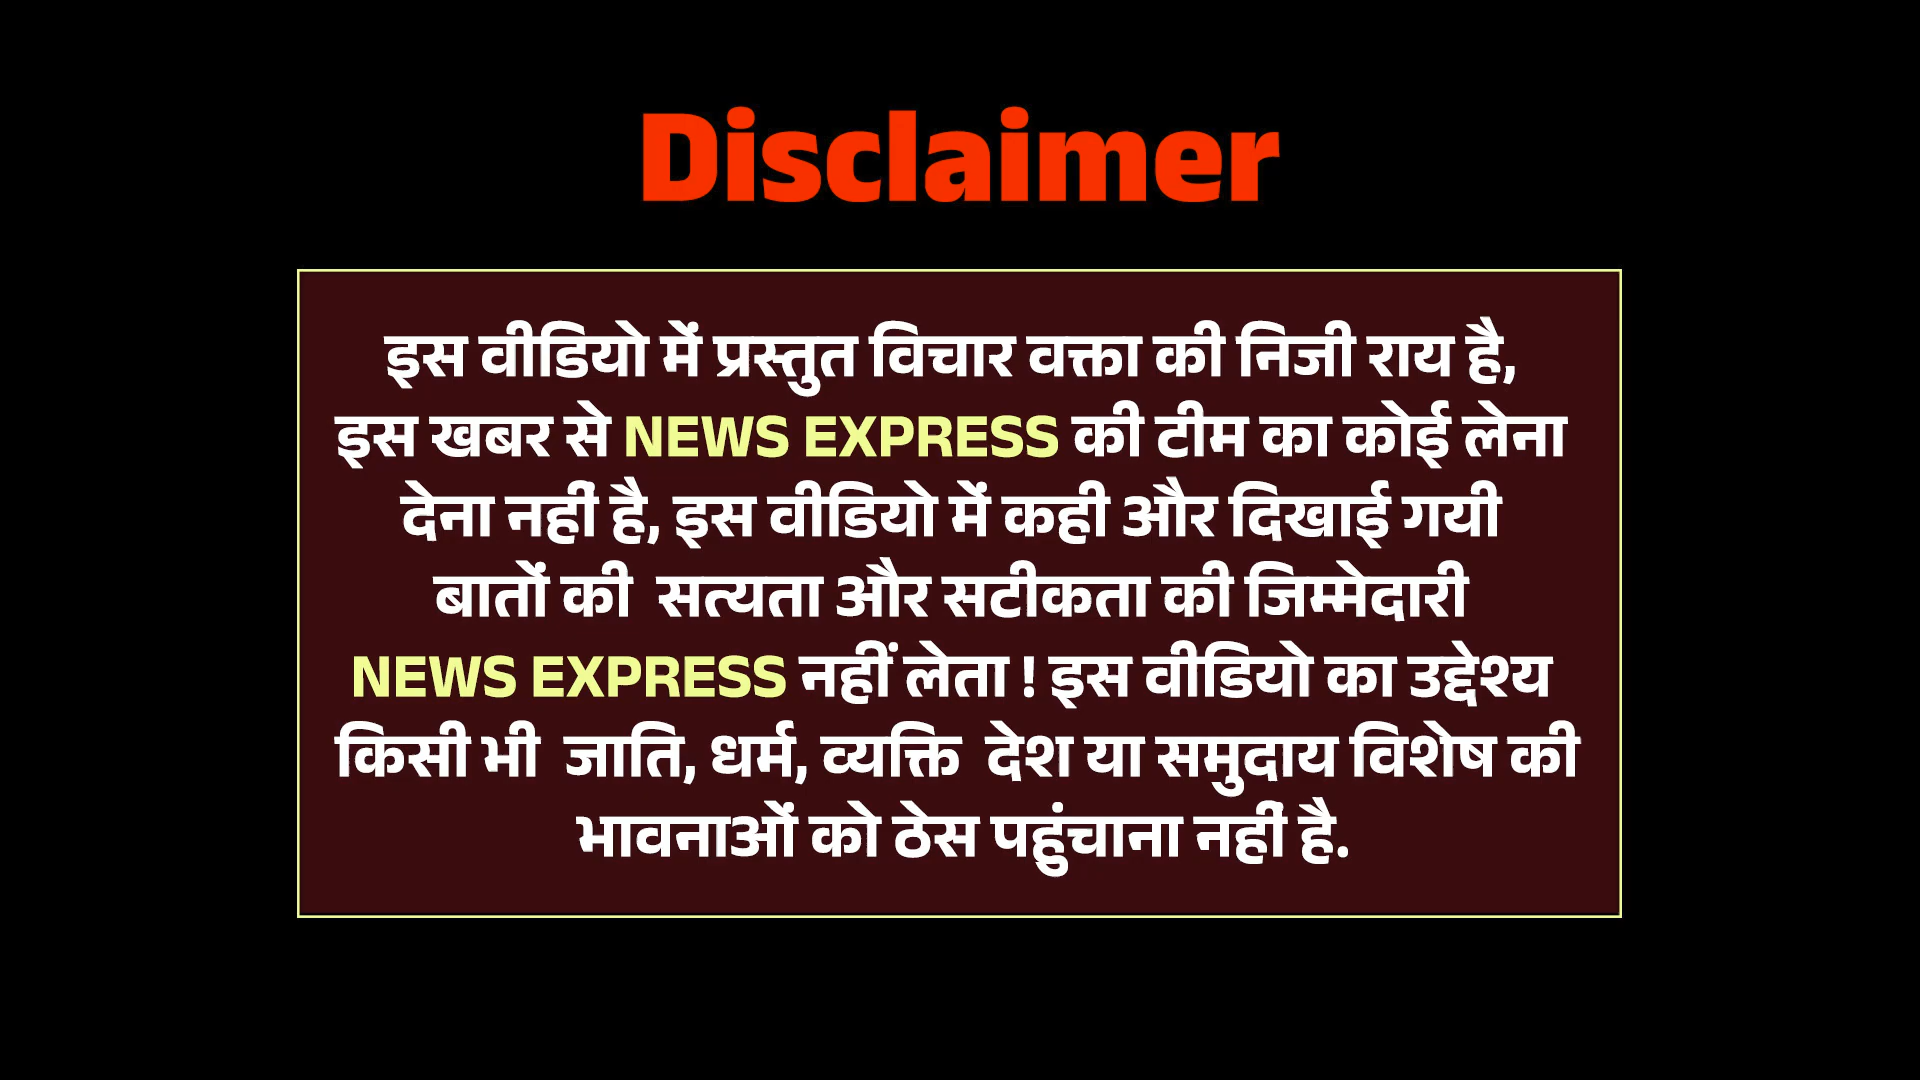 Disclaimer
इस वीडियो में प्रस्तुत विचार वक्ता की निजी राय है,
इस खबर से NEWS EXPRESS की टीम का कोई लेना
देना नहीं है, इस वीडियो में कही और दिखाई गयी
बातों की सत्यता और सटीकता की जिम्मेदारी
NEWS EXPRESS नहीं लेता ! इस वीडियो का उद्देश्य
किसी भी जाति, धर्म, व्यक्ति देश या समुदाय विशेष की
भावनाओं को ठेस पहुंचाना नहीं है.